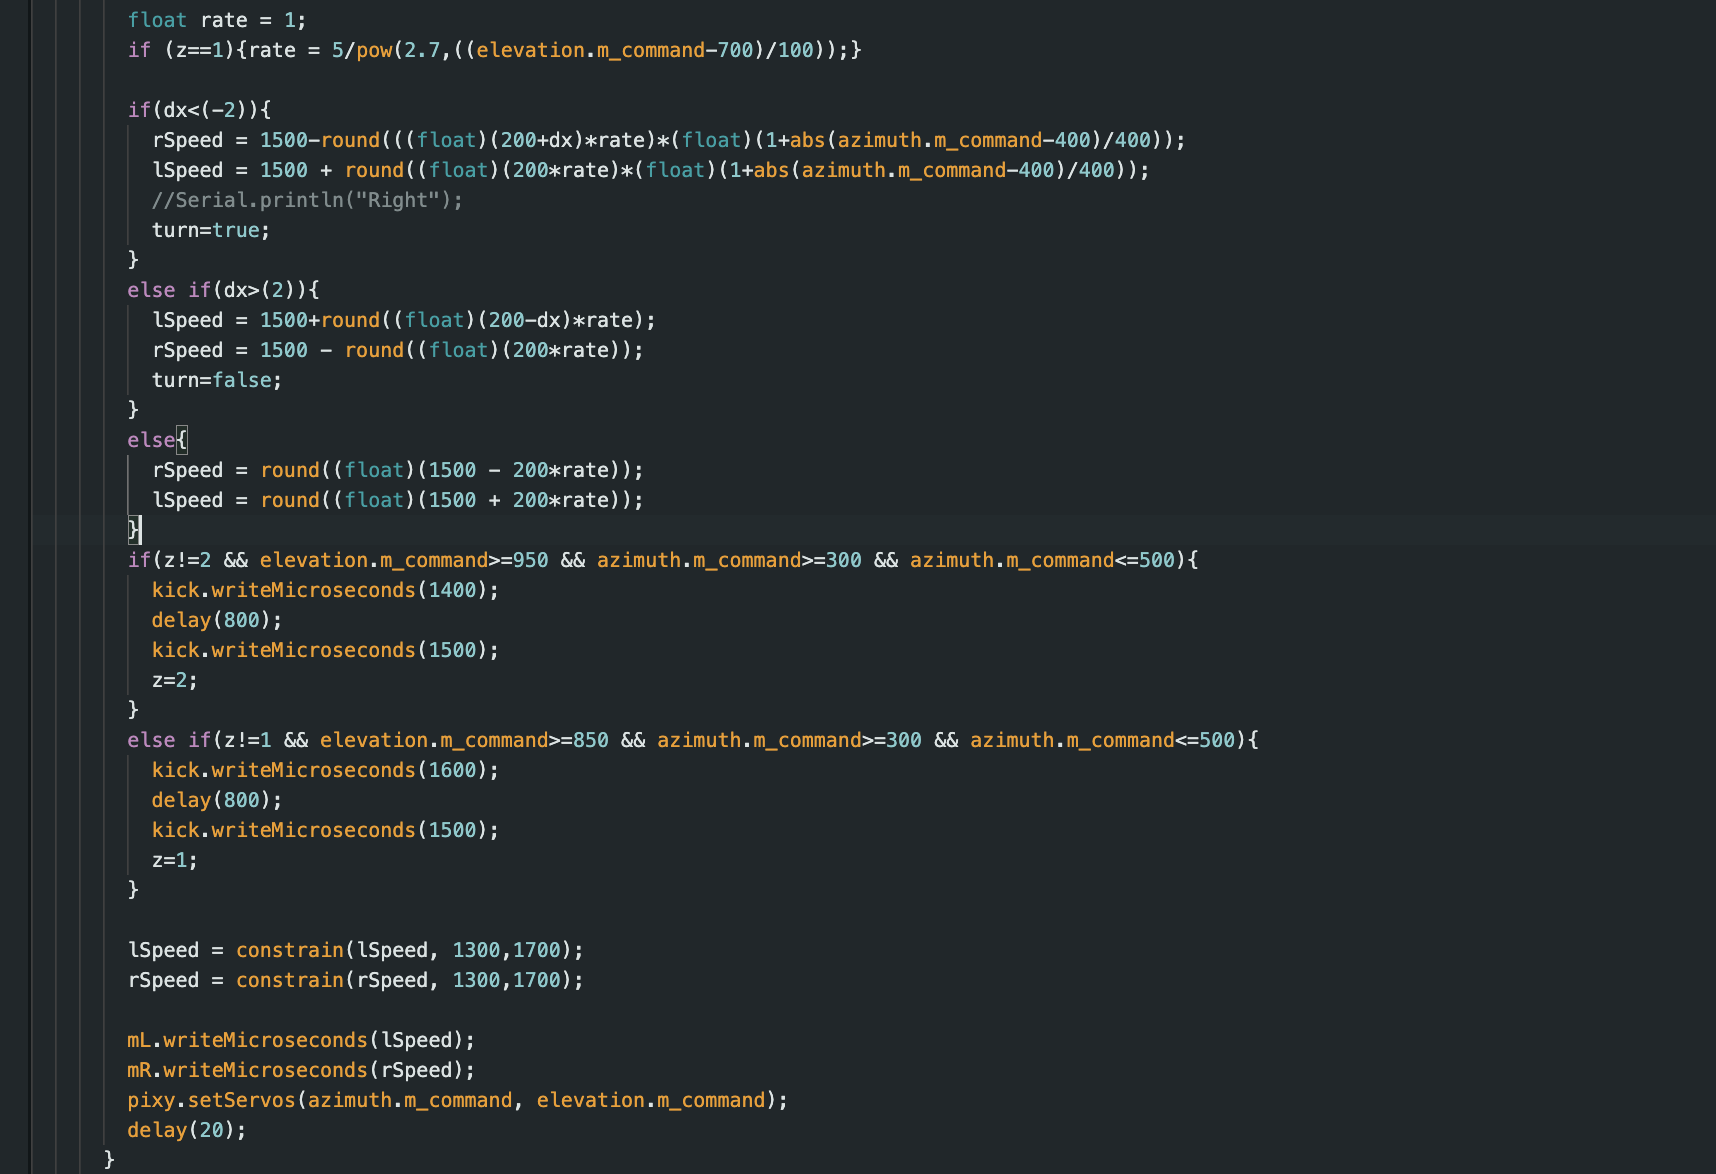 float rate = 1;
if (z==1){rate = 5/pow(2.7,((elevation.m_command-700)/100));}
if(dx<(-2)){
rSpeed = 1500-round(((float)(200+dx)*rate)*(float)(1+abs(azimuth.m_command-400)/400));
lSpeed = 1500 + round((float)(200*rate)*(float)(1+abs(azimuth.m_command-400)/400));
//Serial.println("Right");
turn=true;
}
else if(dx>(2)){
lSpeed = 1500+round((float)(200-dx)*rate);
rSpeed = 1500 - round((float)(200*rate));
turn=false;
}
else{
rSpeed = round((float)(1500 - 200*rate));
lSpeed = round((float)(1500 + 200*rate));
}
if(z!=2 && elevation.m_command>=950 && azimuth.m_command>=300 && azimuth.m_command<=500){
kick.writeMicroseconds(1400);
delay(800);
kick.writeMicroseconds(1500);
z=2;
}
else if(z!=1 && elevation.m_command>=850 && azimuth.m_command>=300 && azimuth.m_command<=500){
kick.writeMicroseconds(1600);
delay(800);
kick.writeMicroseconds(1500);
z=1;
}
lSpeed = constrain(lSpeed, 1300,1700);
rSpeed = constrain(rSpeed, 1300,1700);
mL.writeMicroseconds(lSpeed);
mR.writeMicroseconds(rSpeed);
pixy.setServos(azimuth.m_command, elevation.m_command);
delay(20);
}